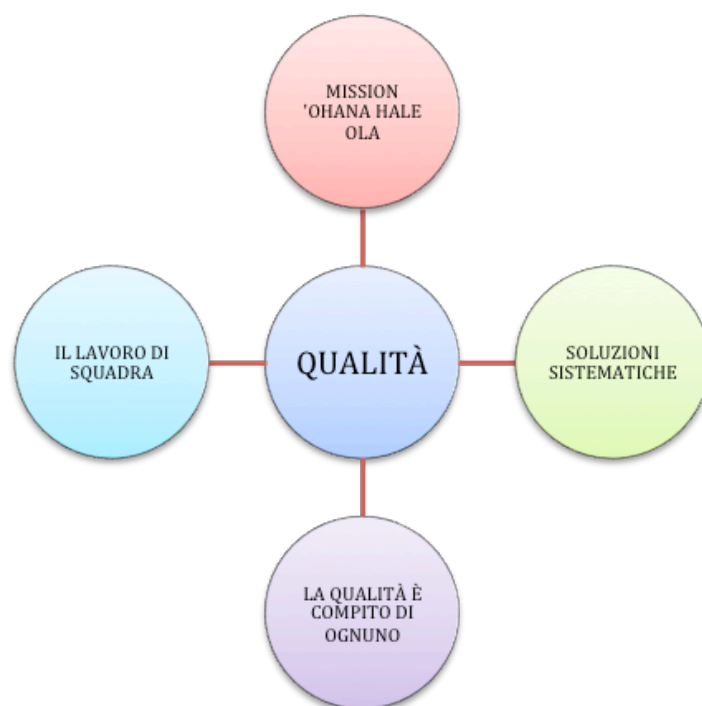 MISSION
'OHANA HALE
OLA
IL LAVORO DI
SQUADRA
QUALITÀ
SOLUZIONI
SISTEMATICHE
LA QUALITÀ È
COMPITO DI
OGNUNO